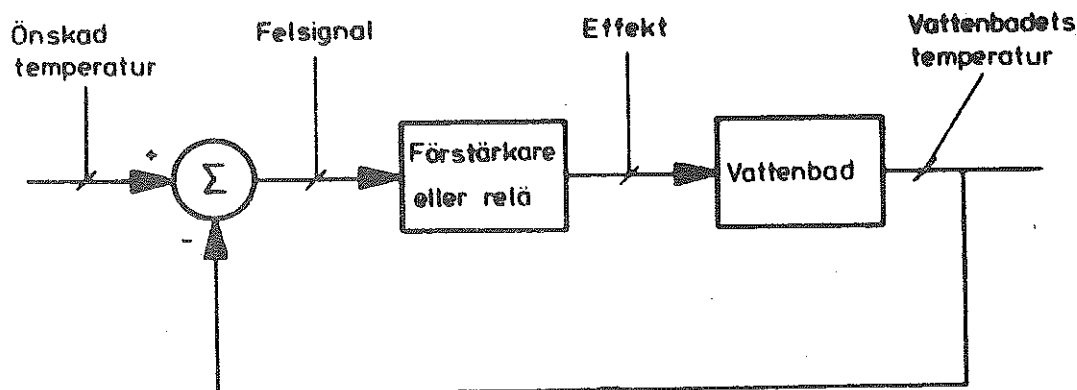 Önskad
temperatur
Felsignal
Effekt
Vattenbadets
temperatur
+
Σ
-
Förstärkare
eller relä
Vattenbad